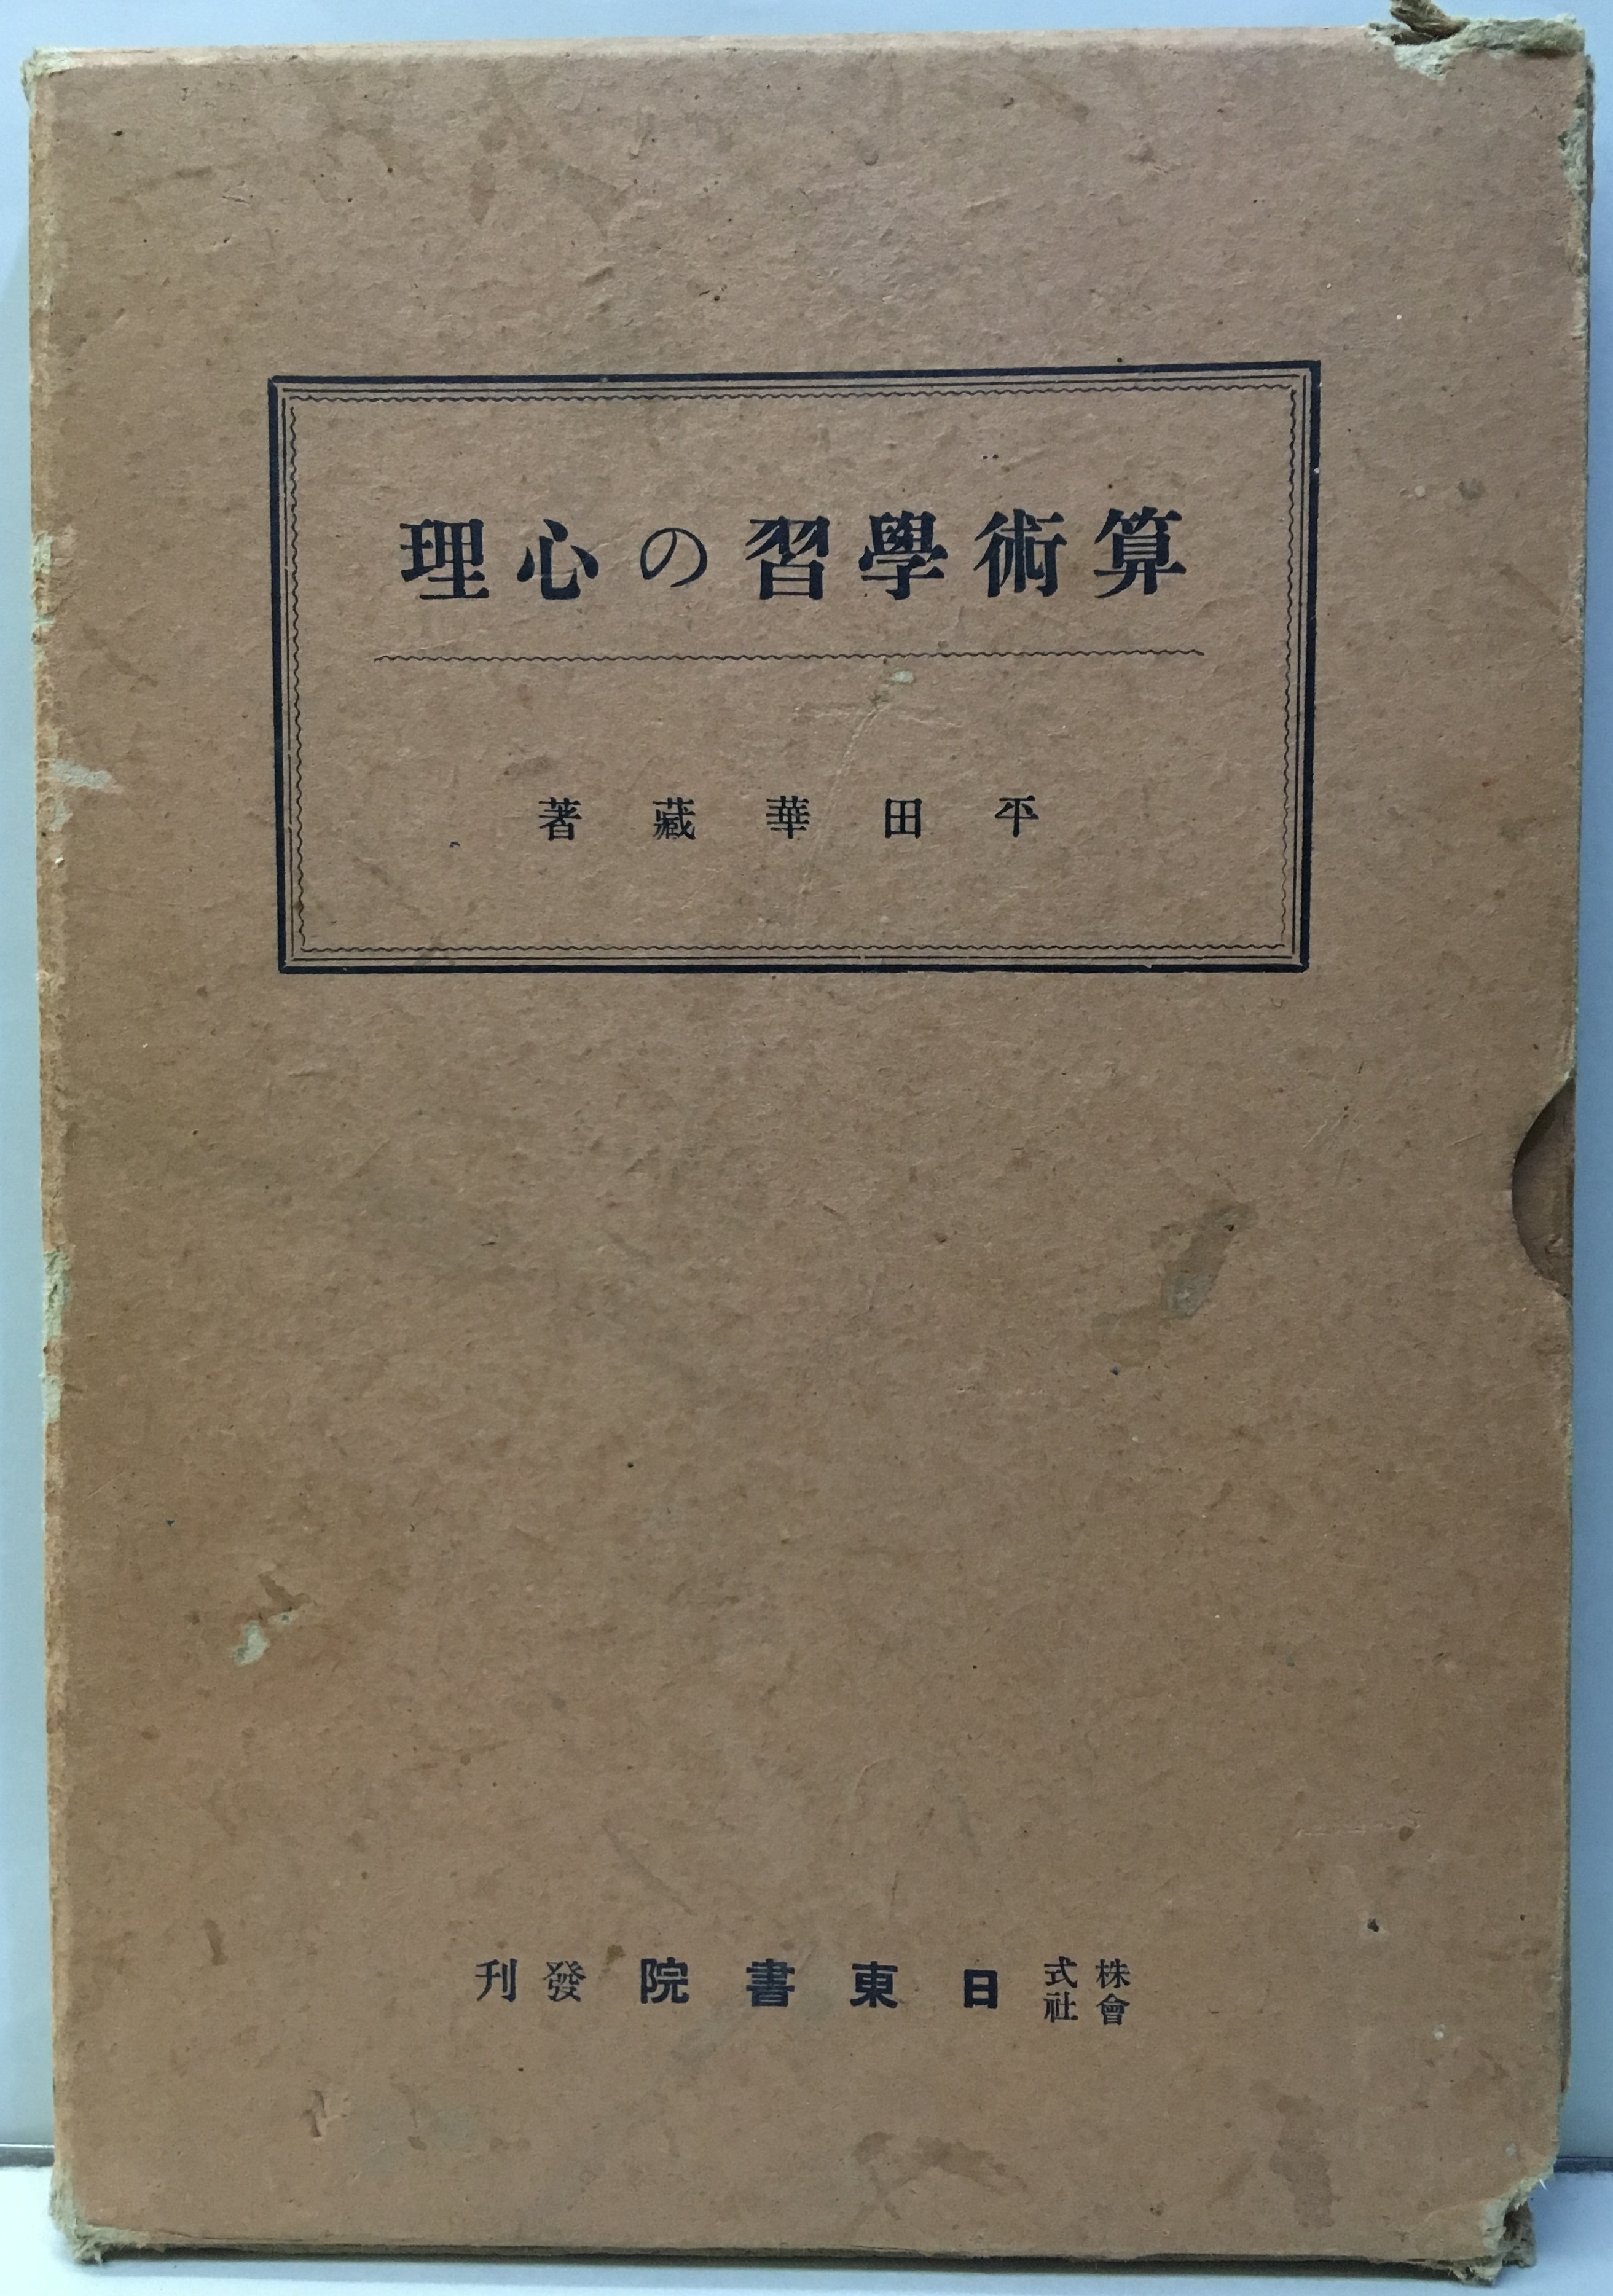 算術學習の心理
平田華藏著
株式會社日東書院發刊